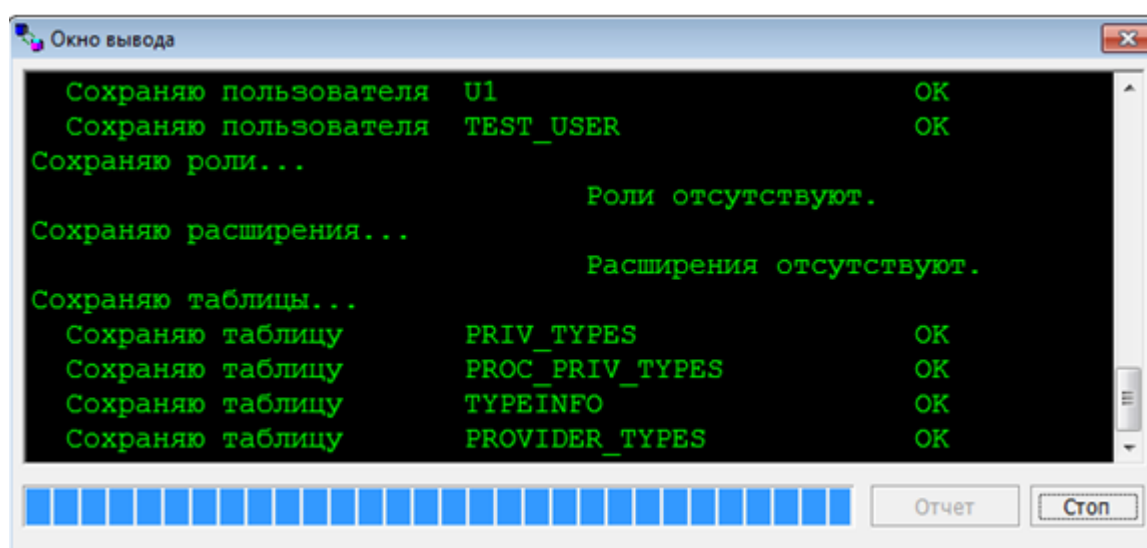 Окно вывода
Сохраняю пользователя U1 OK
Сохраняю пользователя TEST_USER OK
Сохраняю роли...
Роли отсутствуют.
Сохраняю расширения...
Расширения отсутствуют.
Сохраняю таблицы...
Сохраняю таблицу PRIV_TYPES OK
Сохраняю таблицу PROC_PRIV_TYPES OK
Сохраняю таблицу TYPEINFO OK
Сохраняю таблицу PROVIDER_TYPES OK
Отчет Стоп